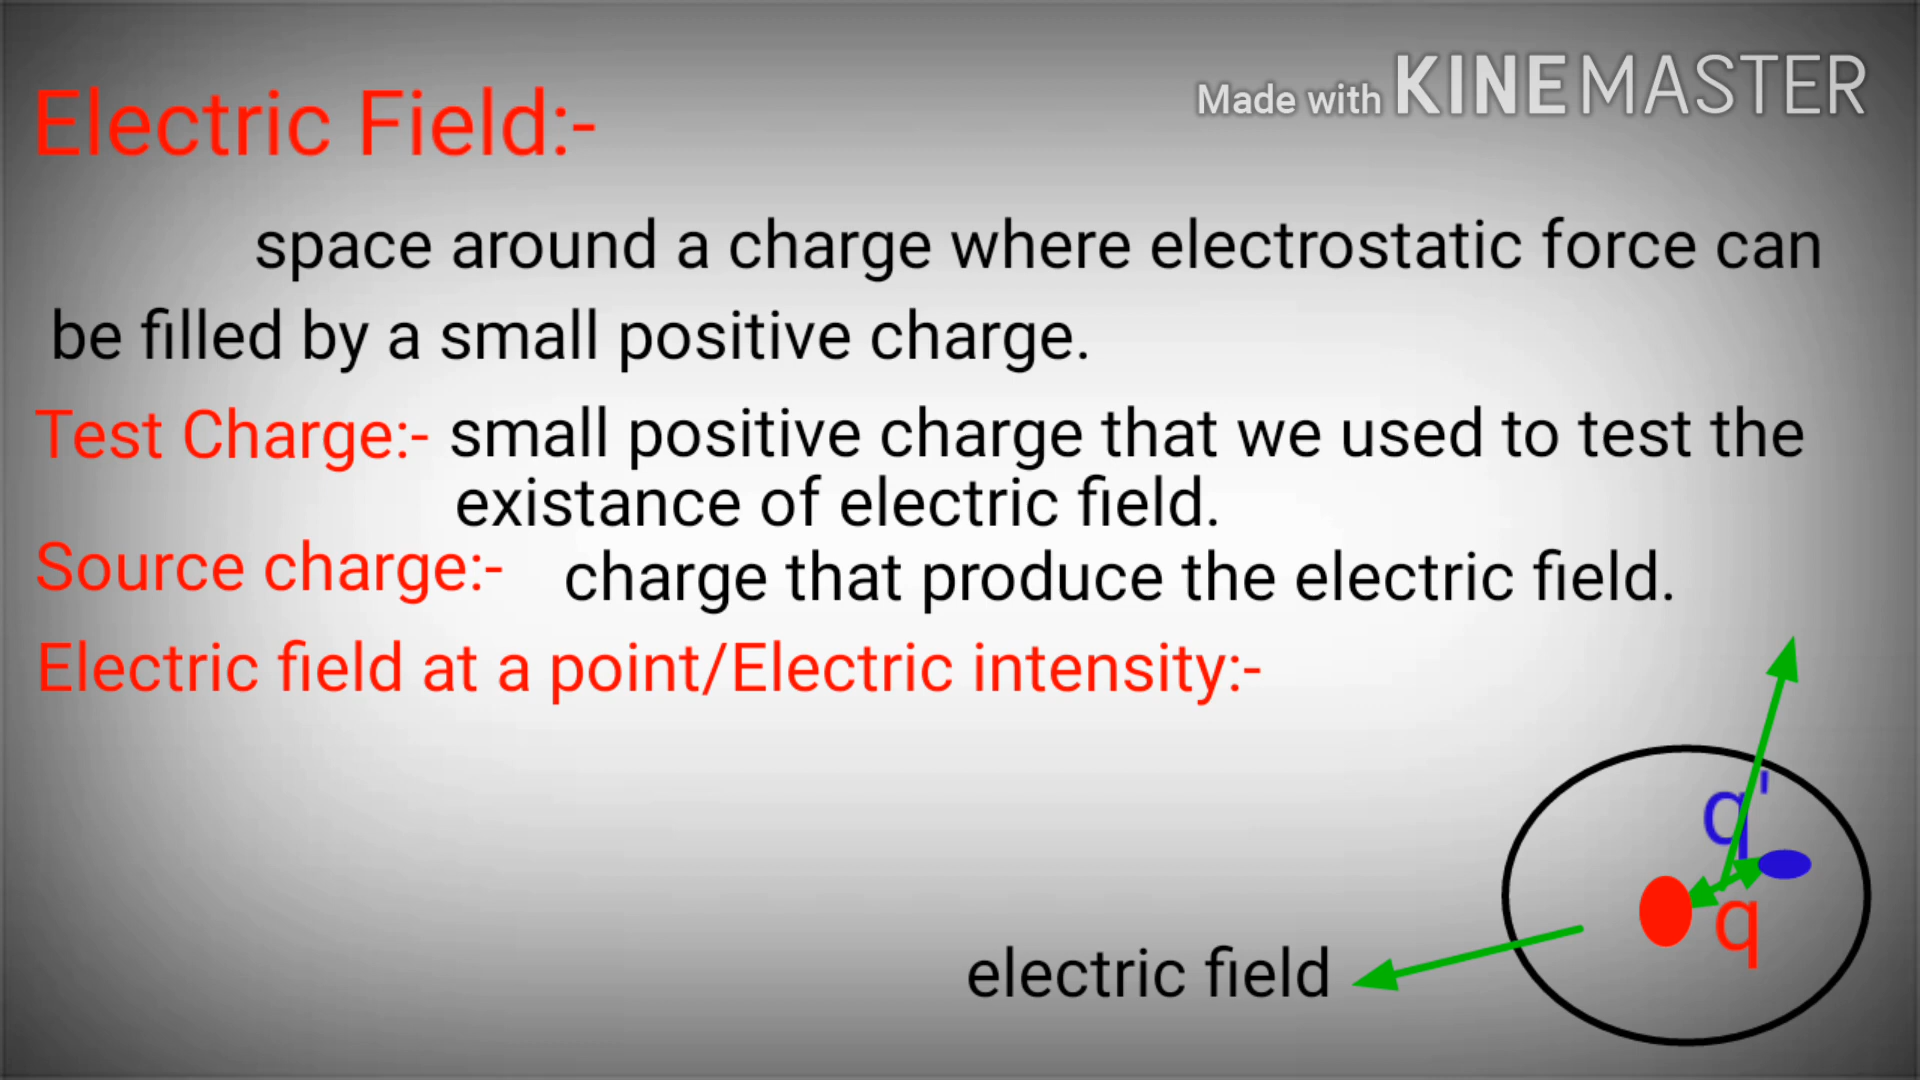 Made with KINEMASTER
Electric Field:-
space around a charge where electrostatic force can
be filled by a small positive charge.
Test Charge:- small positive charge that we used to test the
existance of electric field.
Source charge:- charge that produce the electric field.
Electric field at a point/Electric intensity:-
q'
q
electric field